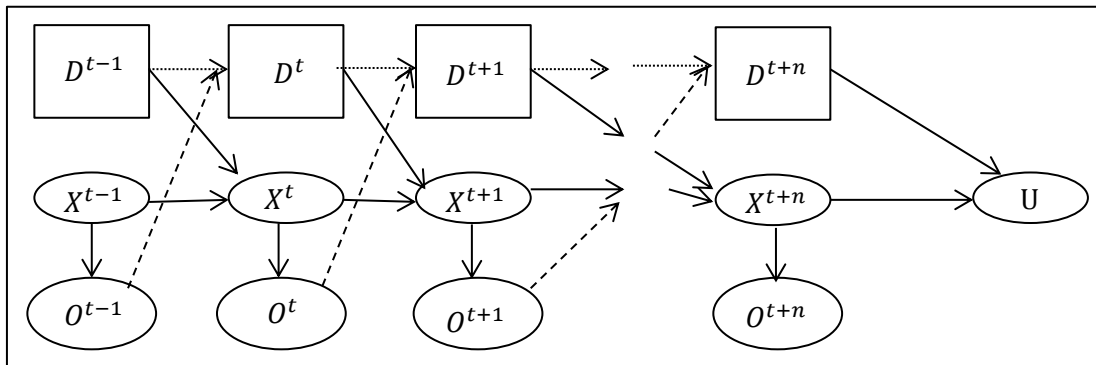 D^{t-1} D^{t} D^{t+1} D^{t+n}
X^{t-1} X^{t} X^{t+1} X^{t+n} U
O^{t-1} O^{t} O^{t+1} O^{t+n}